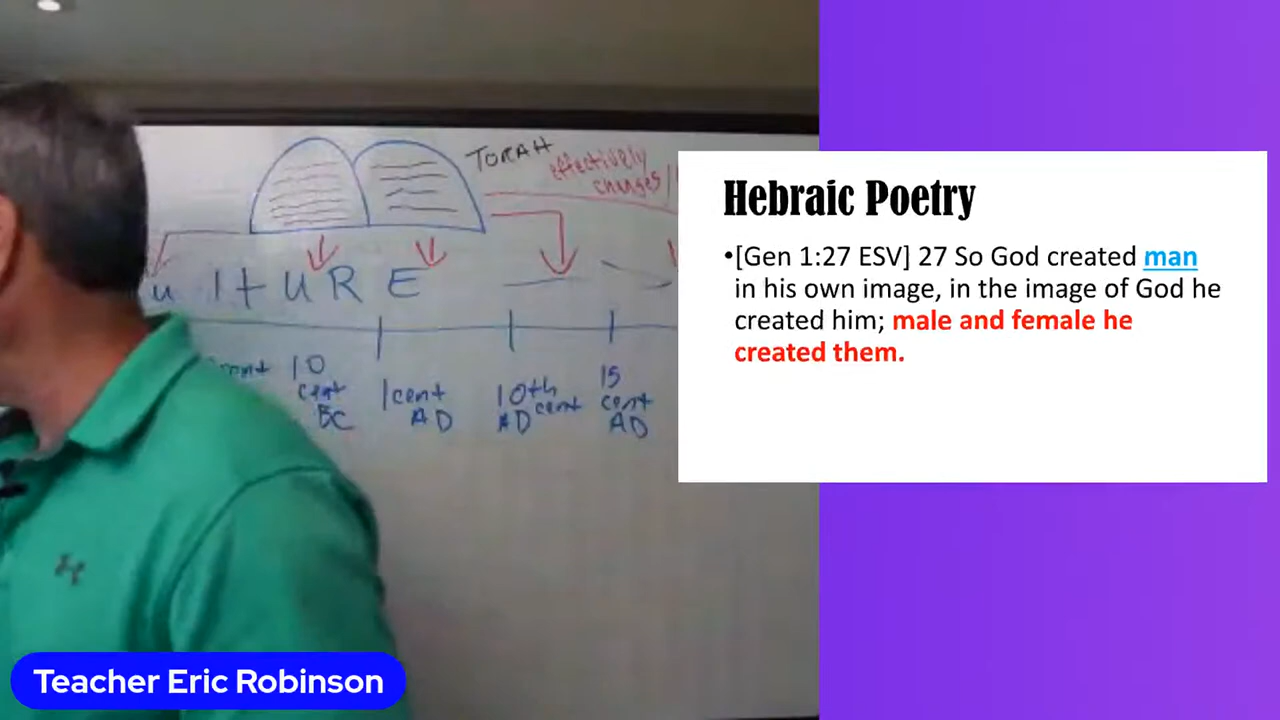 TORAH
effectively
changes/
u l t U R E
10
cent
BC
1 cent
AD
10th
cent
AD
15
cent
AD
Hebraic Poetry
•[Gen 1:27 ESV] 27 So God created man
in his own image, in the image of God he
created him; male and female he
created them.
Teacher Eric Robinson